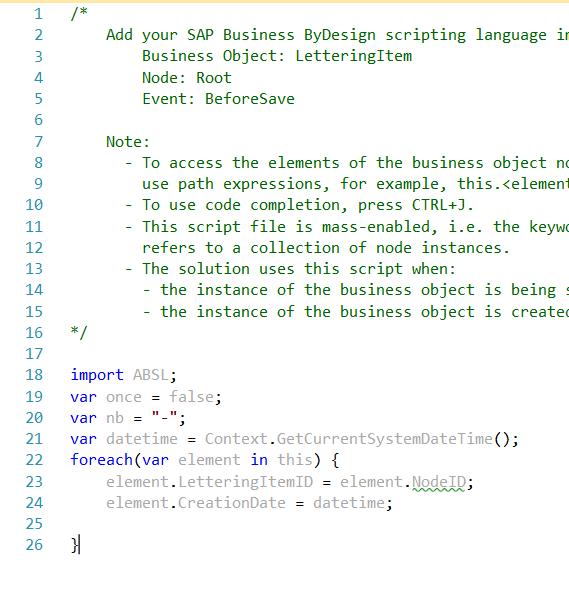 1 /*
2 Add your SAP Business ByDesign scripting language in
3 Business Object: LetteringItem
4 Node: Root
5 Event: BeforeSave
6
7 Note:
8 - To access the elements of the business object no
9 use path expressions, for example, this.<element
10 - To use code completion, press CTRL+J.
11 - This script file is mass-enabled, i.e. the keywo
12 refers to a collection of node instances.
13 - The solution uses this script when:
14 - the instance of the business object is being s
15 - the instance of the business object is created
16 */
17
18 import ABSL;
19 var once = false;
20 var nb = "-";
21 var datetime = Context.GetCurrentSystemDateTime();
22 foreach(var element in this) {
23 element.LetteringItemID = element.NodeID;
24 element.CreationDate = datetime;
25
26 }